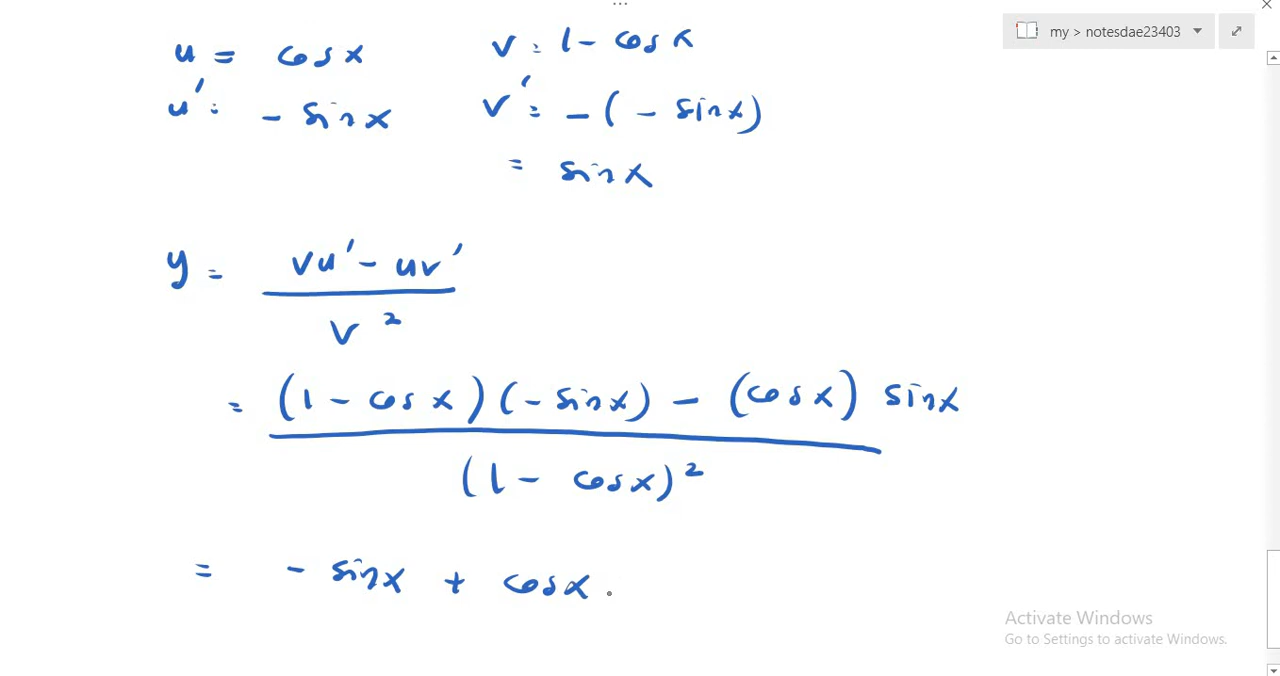 my > notesdae23403
u = cos x    v = 1 - cos x
u' = - sin x    v' = -(- sin x)
= sin x
y = vu' - uv'
v²
= (1 - cos x)(- sin x) - (cos x) sin x
(1 - cos x)²
= - sin x + cos x .
Activate Windows
Go to Settings to activate Windows.